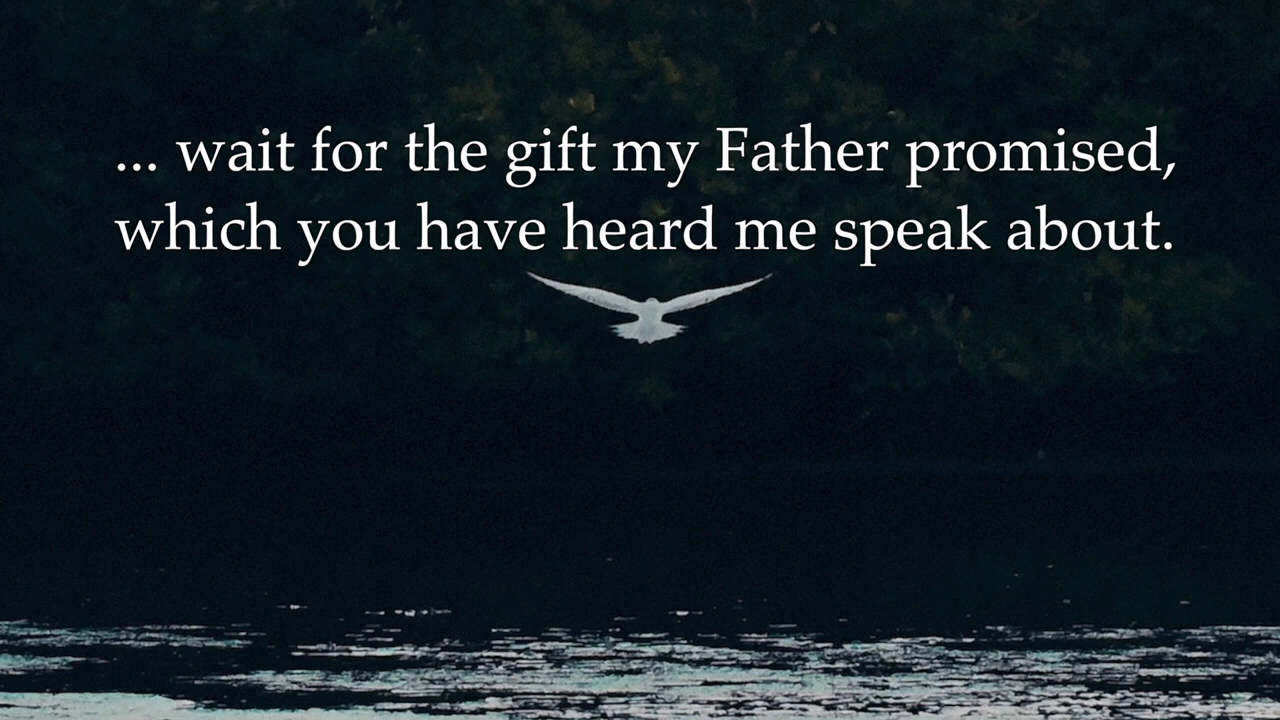 ... wait for the gift my Father promised,
which you have heard me speak about.